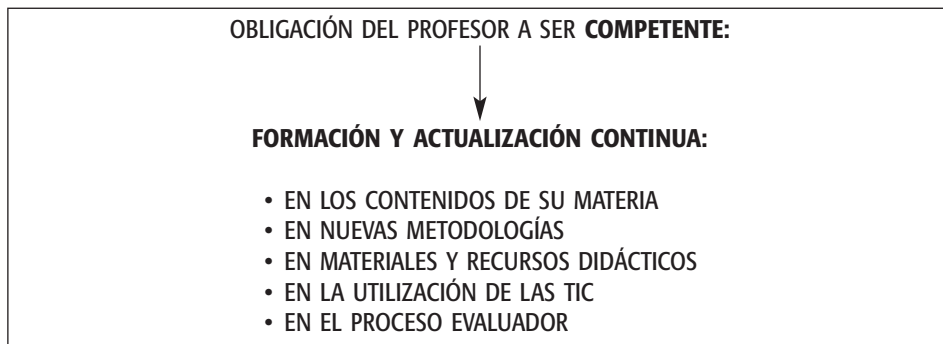 OBLIGACIÓN DEL PROFESOR A SER COMPETENTE:
FORMACIÓN Y ACTUALIZACIÓN CONTINUA:
• EN LOS CONTENIDOS DE SU MATERIA
• EN NUEVAS METODOLOGÍAS
• EN MATERIALES Y RECURSOS DIDÁCTICOS
• EN LA UTILIZACIÓN DE LAS TIC
• EN EL PROCESO EVALUADOR